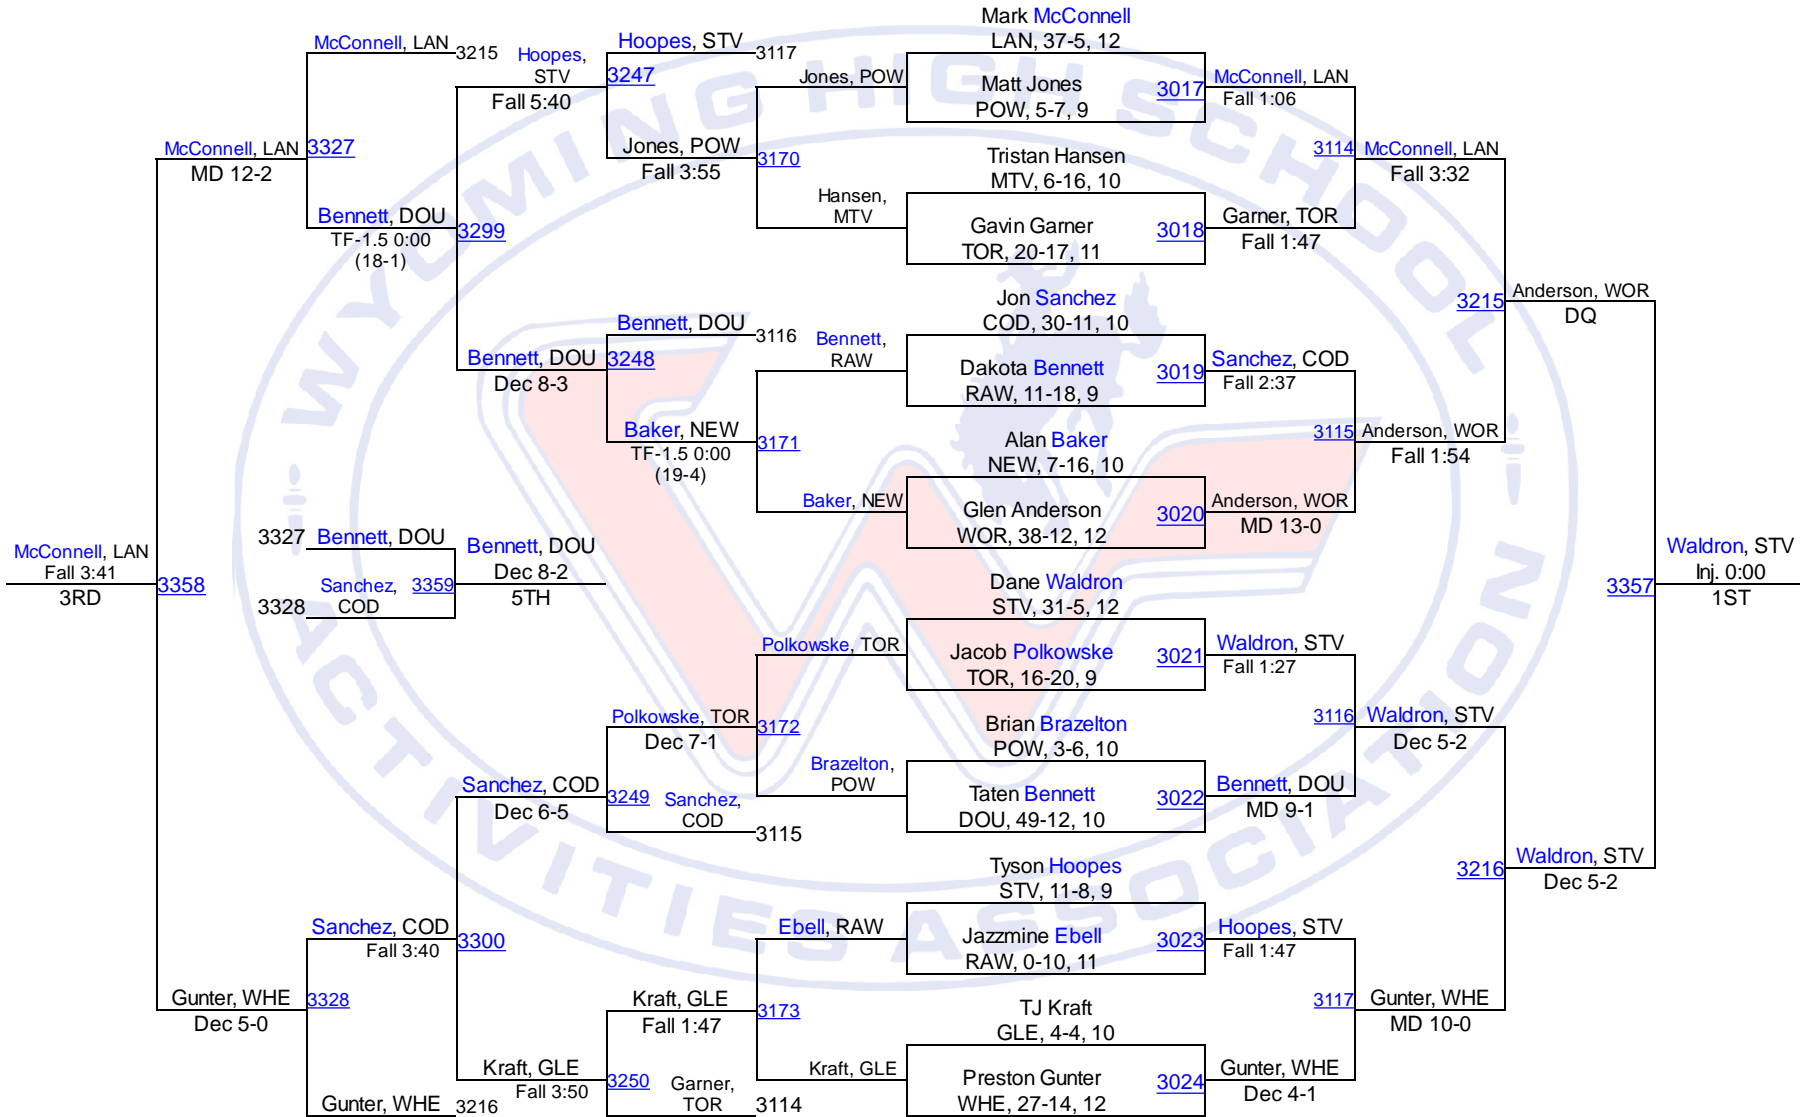 Mark McConnell
LAN, 37-5, 12
McConnell, LAN
3215
Hoopes,
STV
Fall 5:40
Hoopes, STV
3117
3247
Jones, POW
Matt Jones
POW, 5-7, 9
3017
McConnell, LAN
Fall 1:06
McConnell, LAN
MD 12-2
3327
Jones, POW
Fall 3:55
3170
Tristan Hansen
MTV, 6-16, 10
3114
McConnell, LAN
Fall 3:32
Bennett, DOU
TF-1.5 0:00
(18-1)
3299
Hansen,
MTV
Gavin Garner
TOR, 20-17, 11
3018
Garner, TOR
Fall 1:47
Jon Sanchez
COD, 30-11, 10
3215
Anderson, WOR
DQ
Bennett, DOU
3116
Bennett, DOU
Dec 8-3
3248
Bennett,
RAW
Dakota Bennett
RAW, 11-18, 9
3019
Sanchez, COD
Fall 2:37
Baker, NEW
TF-1.5 0:00
(19-4)
3171
Alan Baker
NEW, 7-16, 10
3115
Anderson, WOR
Fall 1:54
Baker, NEW
Glen Anderson
WOR, 38-12, 12
3020
Anderson, WOR
MD 13-0
3327
Bennett, DOU
Bennett, DOU
Dec 8-2
5TH
McConnell, LAN
Fall 3:41
3RD
3358
Sanchez,
COD
3359
3328
Dane Waldron
STV, 31-5, 12
3357
Waldron, STV
Inj. 0:00
1ST
Polkowske, TOR
Jacob Polkowske
TOR, 16-20, 9
3021
Waldron, STV
Fall 1:27
Polkowske, TOR
Dec 7-1
3172
Brian Brazelton
POW, 3-6, 10
3116
Waldron, STV
Dec 5-2
Sanchez, COD
Dec 6-5
3249
Sanchez,
COD
3115
Brazelton,
POW
Taten Bennett
DOU, 49-12, 10
3022
Bennett, DOU
MD 9-1
Tyson Hoopes
STV, 11-8, 9
3216
Waldron, STV
Dec 5-2
Sanchez, COD
Fall 3:40
3300
Ebell, RAW
Jazzmine Ebell
RAW, 0-10, 11
3023
Hoopes, STV
Fall 1:47
Gunter, WHE
Dec 5-0
3328
Kraft, GLE
Fall 1:47
3173
TJ Kraft
GLE, 4-4, 10
3117
Gunter, WHE
MD 10-0
Kraft, GLE
Fall 3:50
3250
Garner,
TOR
3114
Kraft, GLE
Preston Gunter
WHE, 27-14, 12
3024
Gunter, WHE
Dec 4-1
Gunter, WHE
3216
WYOMING HIGH SCHOOL
ACTIVITIES ASSOCIATION